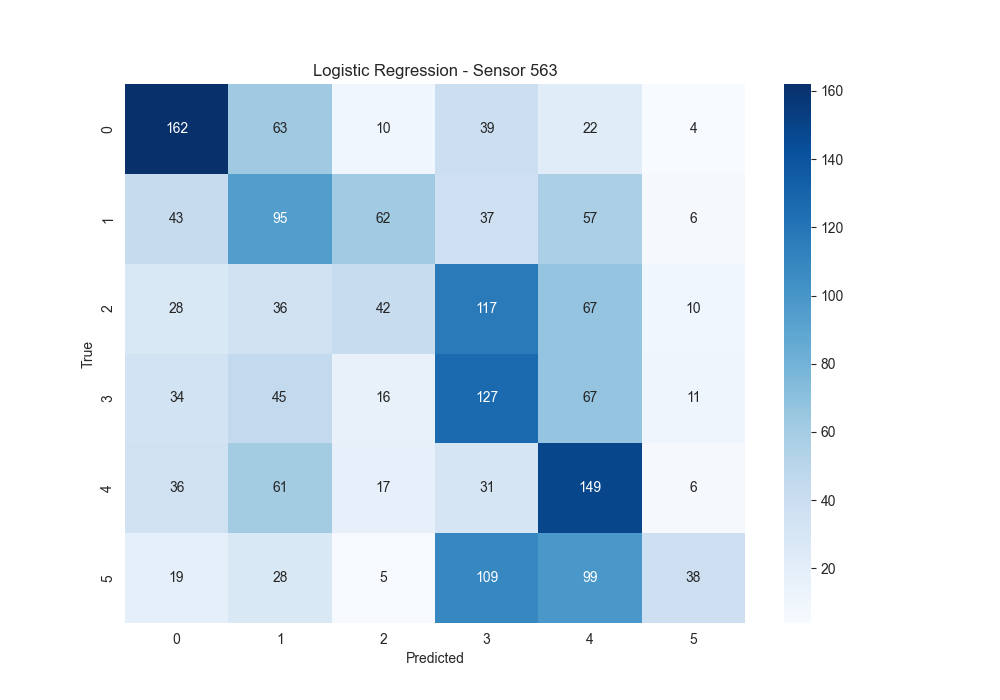 Logistic Regression - Sensor 563
0 162 63 10 39 22 4
1 43 95 62 37 57 6
2 28 36 42 117 67 10
3 34 45 16 127 67 11
4 36 61 17 31 149 6
5 19 28 5 109 99 38
0 1 2 3 4 5
Predicted
True
160
140
120
100
80
60
40
20